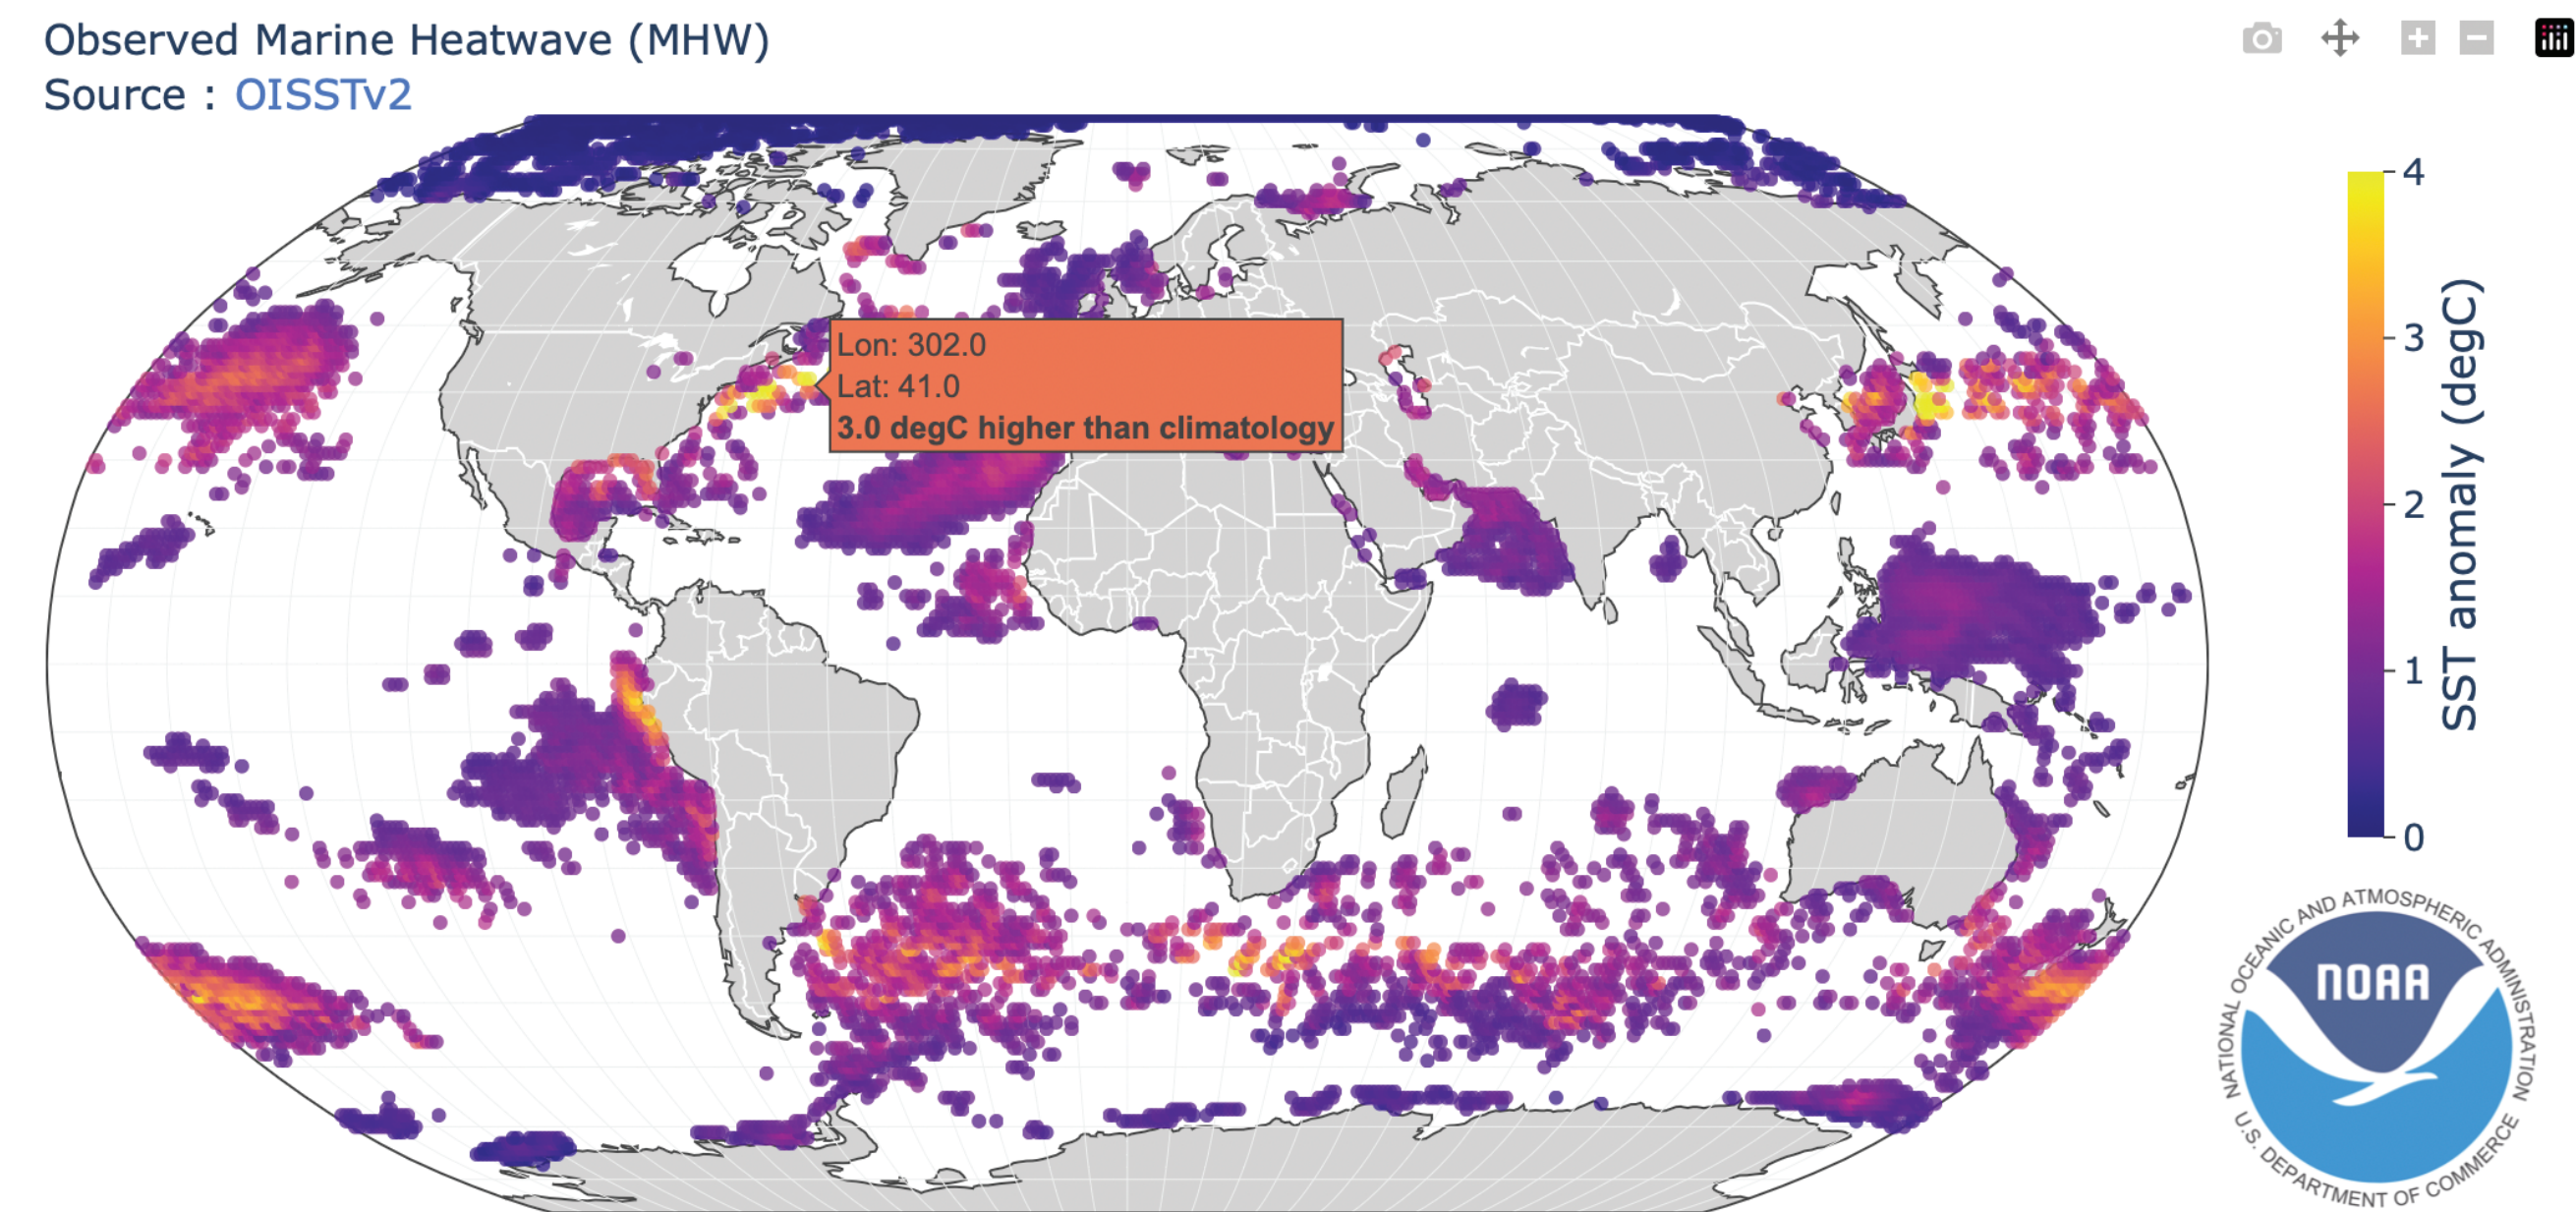 Observed Marine Heatwave (MHW)
Source : OISSTv2
Lon: 302.0
Lat: 41.0
3.0 degC higher than climatology
4
3
2
1
0
SST anomaly (degC)
NATIONAL OCEANIC AND ATMOSPHERIC ADMINISTRATION
NOAA
U.S. DEPARTMENT OF COMMERCE